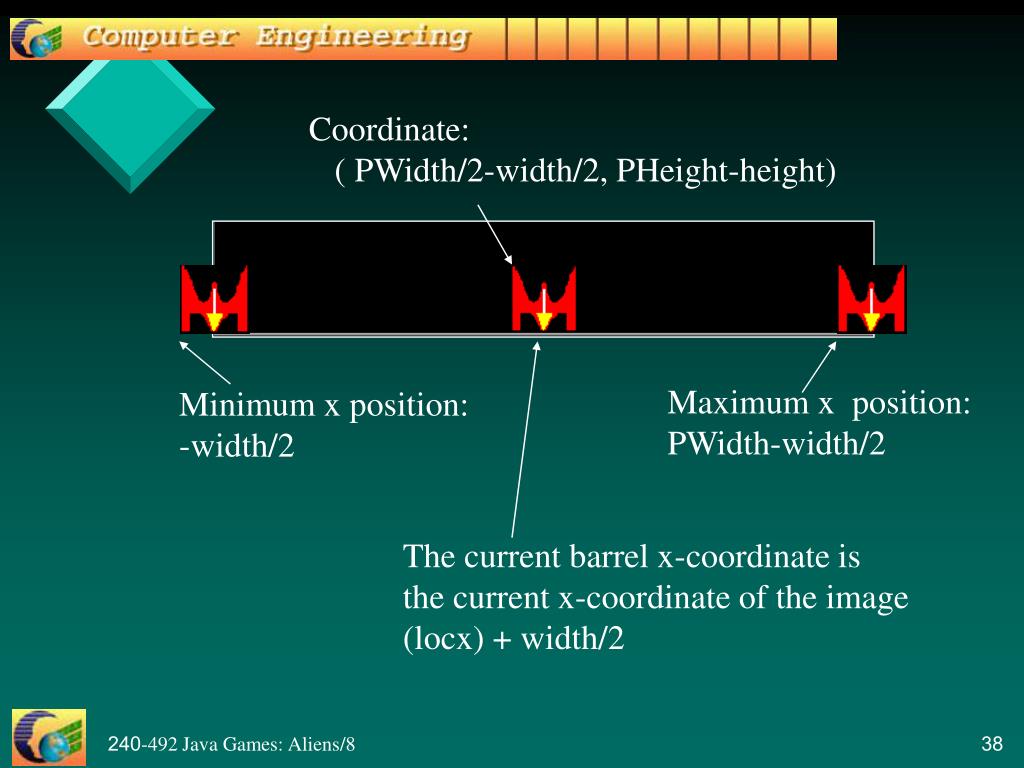 Computer Engineering
Coordinate:
( PWidth/2-width/2, PHeight-height)
Minimum x position:
-width/2
Maximum x  position:
PWidth-width/2
The current barrel x-coordinate is
the current x-coordinate of the image
(locx) + width/2
240-492 Java Games: Aliens/8
38